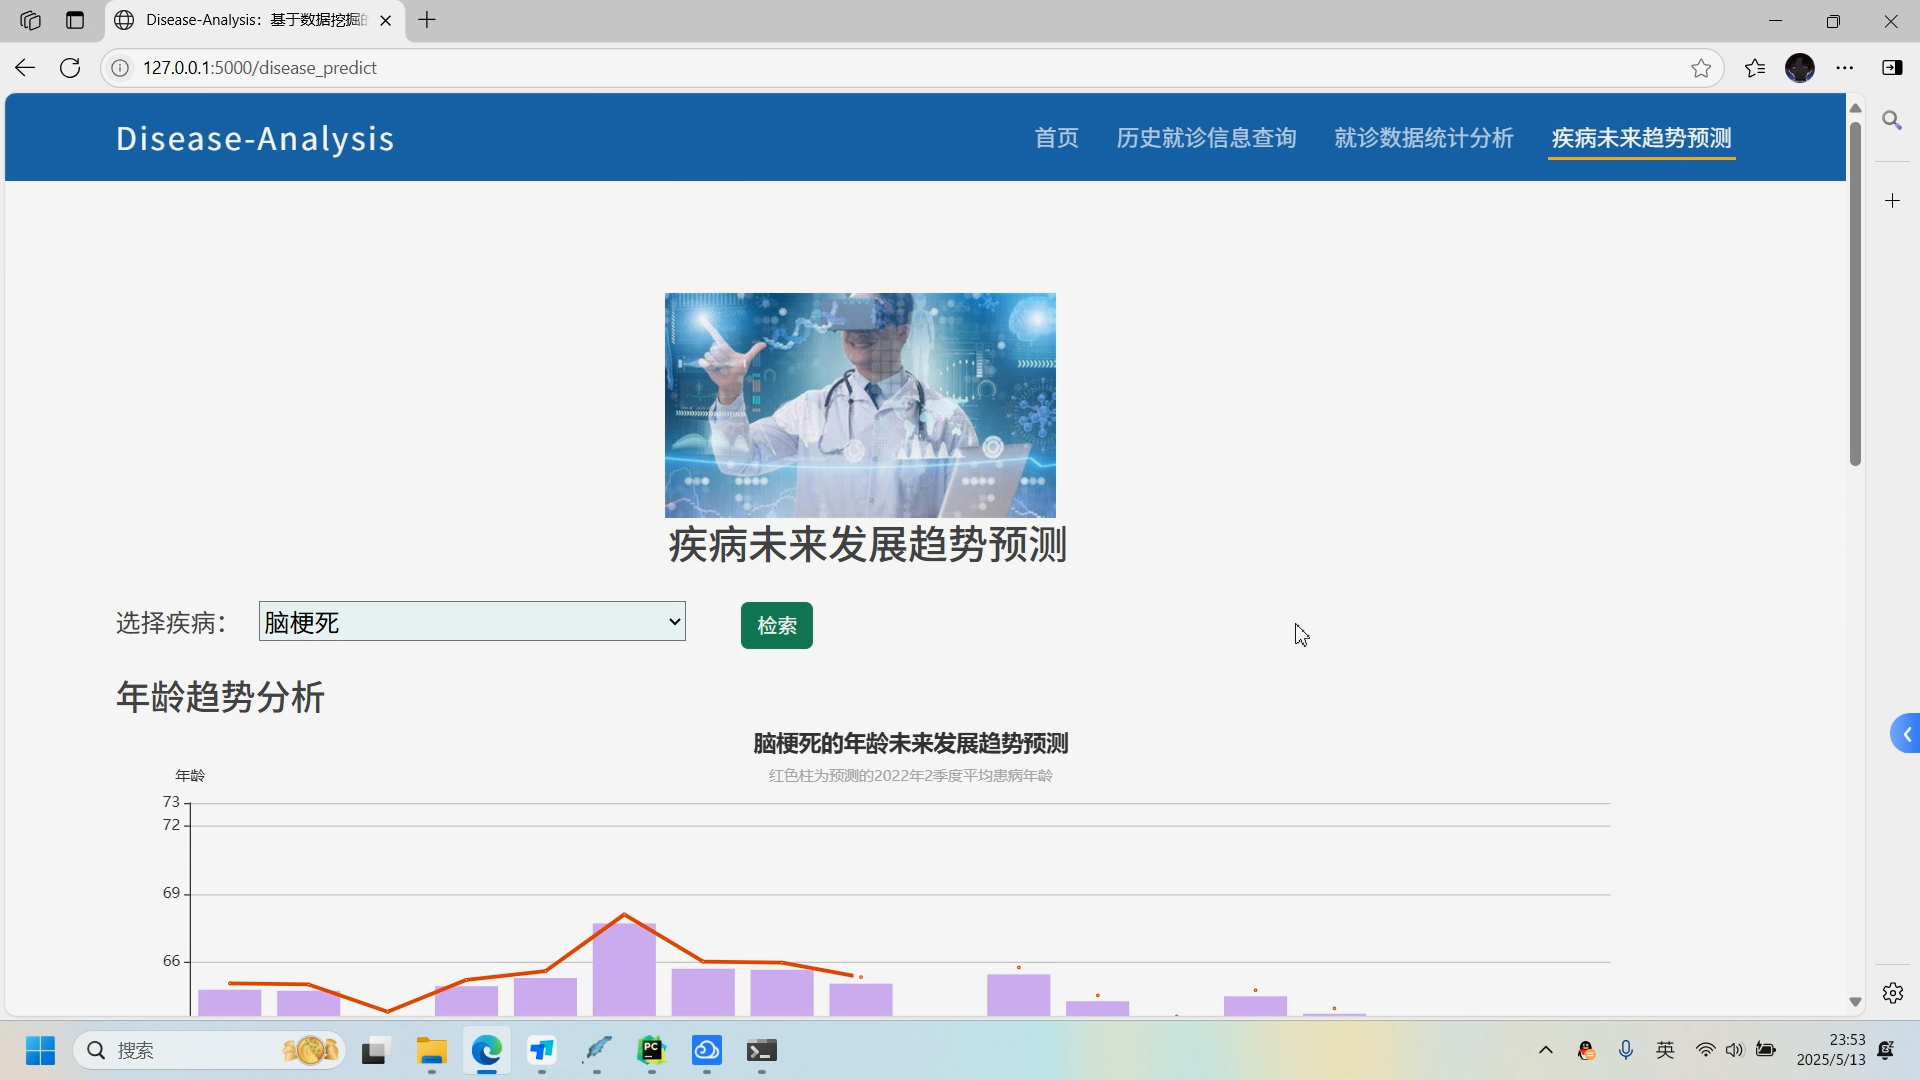 Disease-Analysis：基于数据挖掘
127.0.0.1:5000/disease_predict
Disease-Analysis
首页
历史就诊信息查询
就诊数据统计分析
疾病未来趋势预测
疾病未来发展趋势预测
选择疾病：
脑梗死
检索
年龄趋势分析
脑梗死的年龄未来发展趋势预测
红色柱为预测的2022年2季度平均患病年龄
年龄
73
72
69
66
搜索
PC
英
23:53
2025/5/13